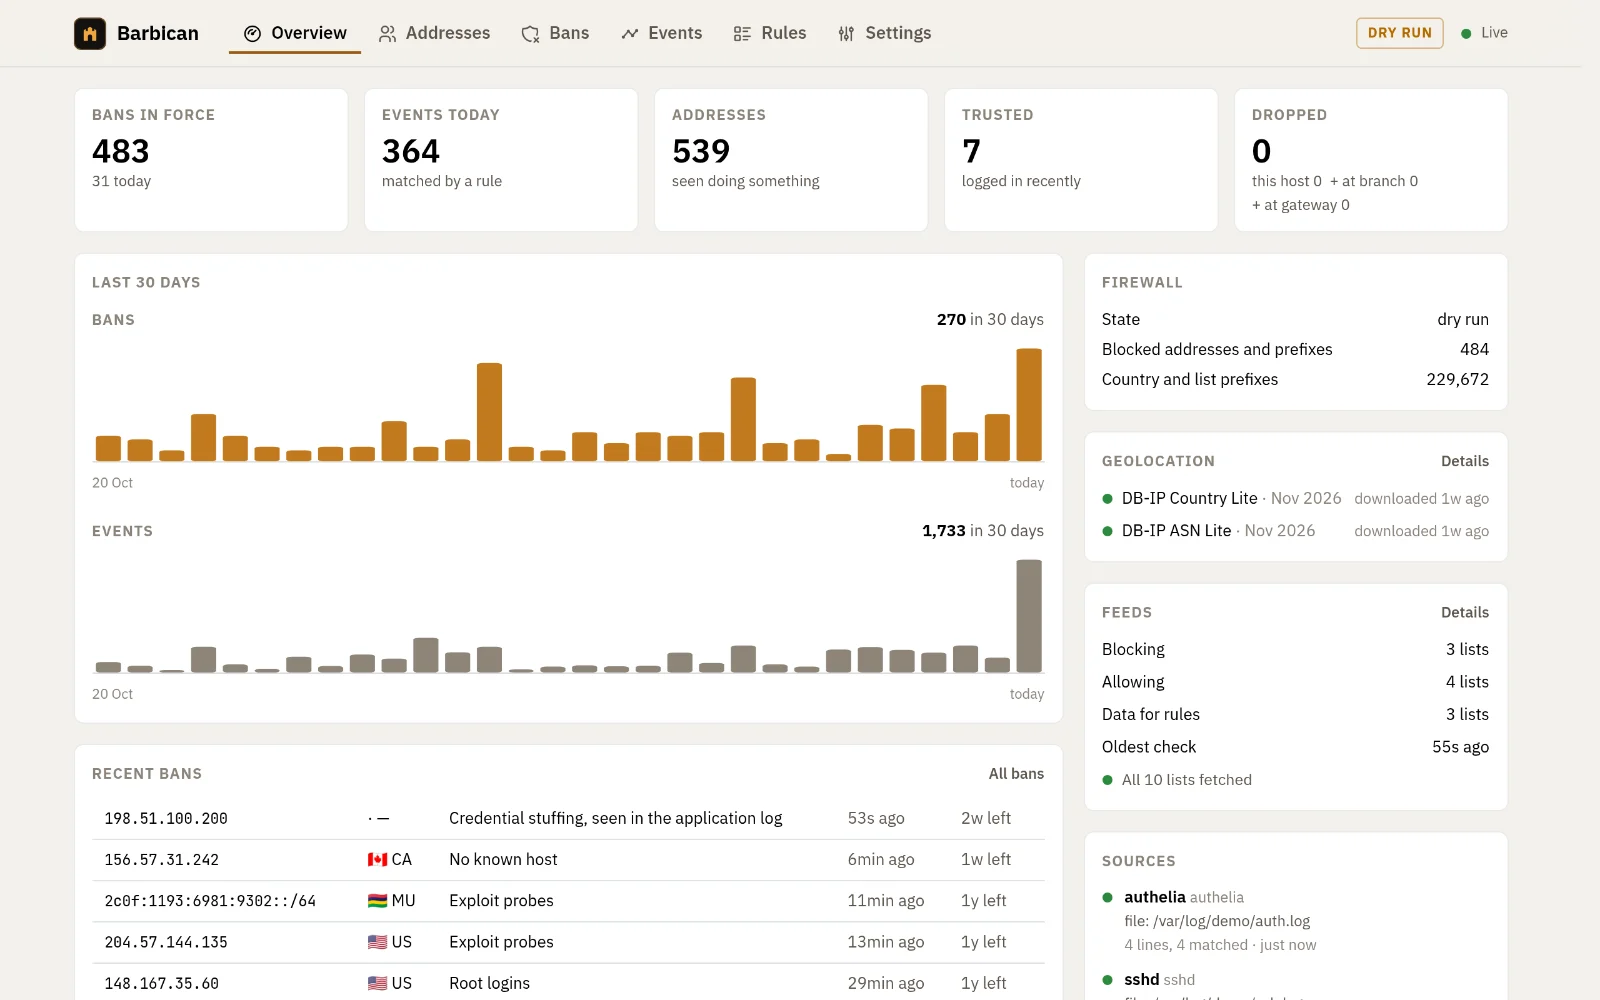 Barbican
Overview
Addresses
Bans
Events
Rules
Settings
DRY RUN
Live
BANS IN FORCE
483
31 today
EVENTS TODAY
364
matched by a rule
ADDRESSES
539
seen doing something
TRUSTED
7
logged in recently
DROPPED
0
this host 0 + at branch 0
+ at gateway 0
LAST 30 DAYS
BANS
270 in 30 days
20 Oct
today
EVENTS
1,733 in 30 days
20 Oct
today
RECENT BANS
All bans
198.51.100.200 · — Credential stuffing, seen in the application log 53s ago 2w left
156.57.31.242 CA No known host 6min ago 1w left
2c0f:1193:6981:9302::/64 MU Exploit probes 11min ago 1y left
204.57.144.135 US Exploit probes 13min ago 1y left
148.167.35.60 US Root logins 29min ago 1y left
FIREWALL
State dry run
Blocked addresses and prefixes 484
Country and list prefixes 229,672
GEOLOCATION
Details
DB-IP Country Lite · Nov 2026 downloaded 1w ago
DB-IP ASN Lite · Nov 2026 downloaded 1w ago
FEEDS
Details
Blocking 3 lists
Allowing 4 lists
Data for rules 3 lists
Oldest check 55s ago
All 10 lists fetched
SOURCES
authelia authelia
file: /var/log/demo/auth.log
4 lines, 4 matched · just now
sshd sshd